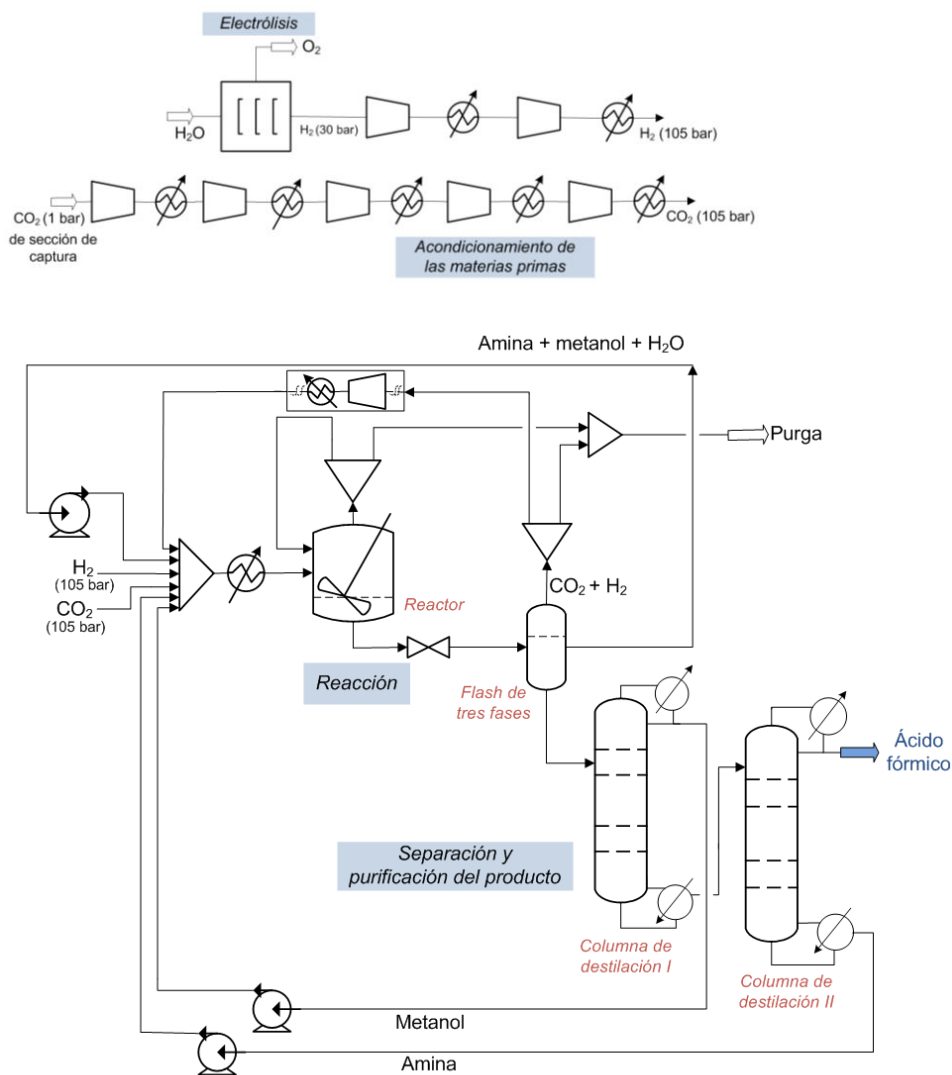 Electrólisis
O2
H2O
H2 (30 bar)
H2 (105 bar)
CO2 (1 bar)
de sección de
captura
CO2 (105 bar)
Acondicionamiento de
las materias primas
Amina + metanol + H2O
Purga
H2
(105 bar)
CO2
(105 bar)
CO2 + H2
Reactor
Reacción
Flash de
tres fases
Ácido
fórmico
Separación y
purificación del producto
Columna de
destilación I
Columna de
destilación II
Metanol
Amina